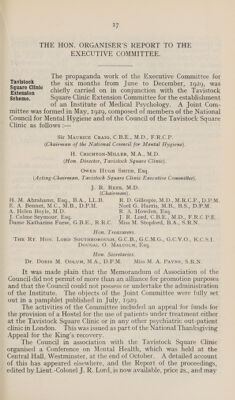 17
THE HON. ORGANISER'S REPORT TO THE
EXECUTIVE COMMITTEE.
Tavistock
Square Clinic
Extension
Scheme.
The propaganda work of the Executive Committee for
the six months from June to December, 1929, was
chiefly carried on in conjunction with the Tavistock
Square Clinic Extension Committee for the establishment
of an Institute of Medical Psychology. A Joint Com-
mittee was formed in May, 1929, composed of members of the National
Council for Mental Hygiene and of the Council of the Tavistock Square
Clinic as follows :—
Sir Maurice Craig, C.B.E., M.D., F.R.C.P.
(Chairman of the National Council for Mental Hygiene).
H. Crichton-Miller, M.A., M.D.
(Hon. Director, Tavistock Square Clinic).
Owen Hugh Smith, Esq.
(Acting-Chairman, Tavistock Square Clinic Executive Committee).
J. R. Rees, M.D.
(Chairman).
H. M. Abrahams, Esq., B.A., LL.B.
R. D. Gillespie, M.D., M.R.C.P., D.P.M.
E. A. Bennet, M.C., M.B., D.P.M.
Noel G. Harris, M.B., B.S., D.P.M.
A. Helen Boyle, M.D.
R. A. Howden, Esq.
J. Calme Seymour, Esq.
J. R. Lord, C.B.E., M.D., F.R.C.P.E.
Dame Katharine Furse, G.B.E., R.R.C.
Miss M. Stopford, B.A., S.R.N.
Hon. Treasurers.
The Rt. Hon. Lord Southborough, G.C.B., G.C.M.G., G.C.V.O., K.C.S.I.
Dougal O. Malcolm, Esq.
Hon. Secretaries.
Dr. Doris M. Odlum, M.A., D.P.M.
Miss M. A. Payne, S.R.N.
It was made plain that the Memorandum of Association of the
Council did not permit of more than an alliance for promotion purposes
and that the Council could not possess or undertake the administration
of the Institute. The objects of the Joint Committee were fully set
out in a pamphlet published in July, 1929.
The activities of the Committee included an appeal for funds for
the provision of a Hostel for the use of patients under treatment either
at the Tavistock Square Clinic or in any other psychiatric out-patient
clinic in London. This was issued as part of the National Thanksgiving
Appeal for the King's recovery.
The Council in association with the Tavistock Square Clinic
organised a Conference on Mental Health, which was held at the
Central Hall, Westminster, at the end of October. A detailed account
of this has appeared elsewhere, and the Report of the proceedings,
edited by Lieut.-Colonel J. R. Lord, is now available, price 2s., and may